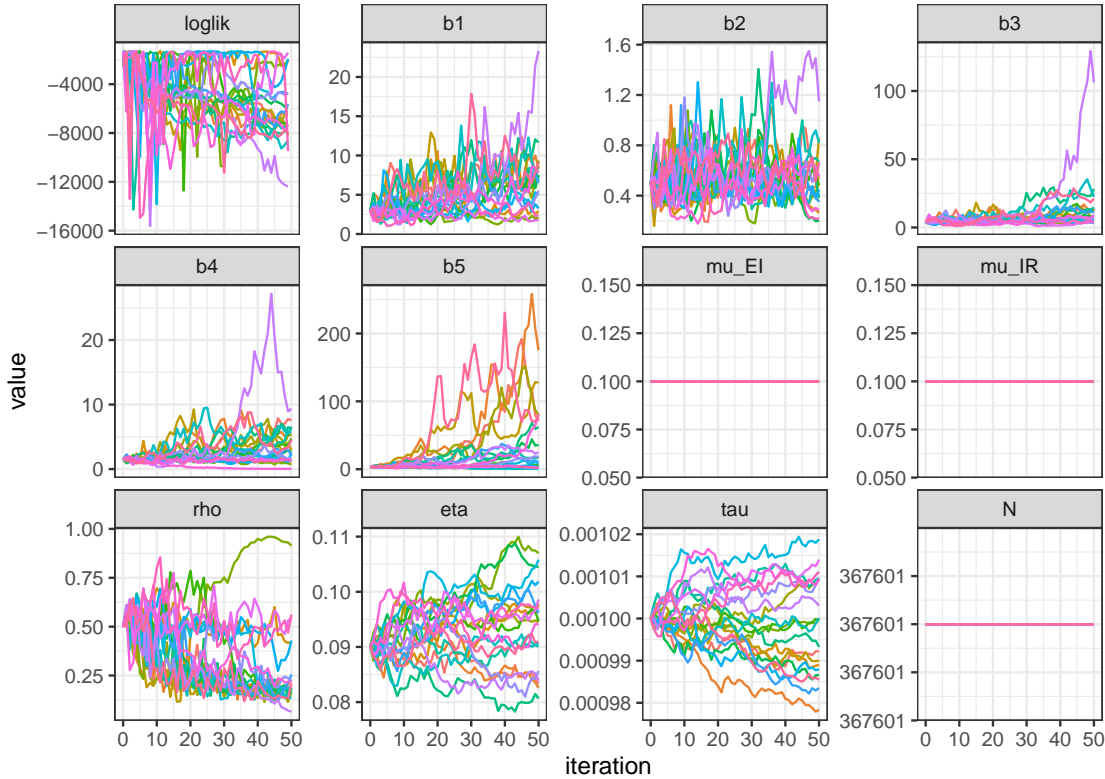 loglik b1 b2 b3
−4000 −8000 −12000 −16000
20 15 10 5 0
1.6 1.2 0.8 0.4
100 50 0
b4 b5 mu_EI mu_IR
20 10 0
200 100 0
0.150 0.125 0.100 0.075 0.050
0.150 0.125 0.100 0.075 0.050
value
rho eta tau N
1.00 0.75 0.50 0.25
0.11 0.10 0.09 0.08
0.00102 0.00101 0.00100 0.00099 0.00098
367601 367601 367601 367601
0 10 20 30 40 50 0 10 20 30 40 50 0 10 20 30 40 50 0 10 20 30 40 50
iteration